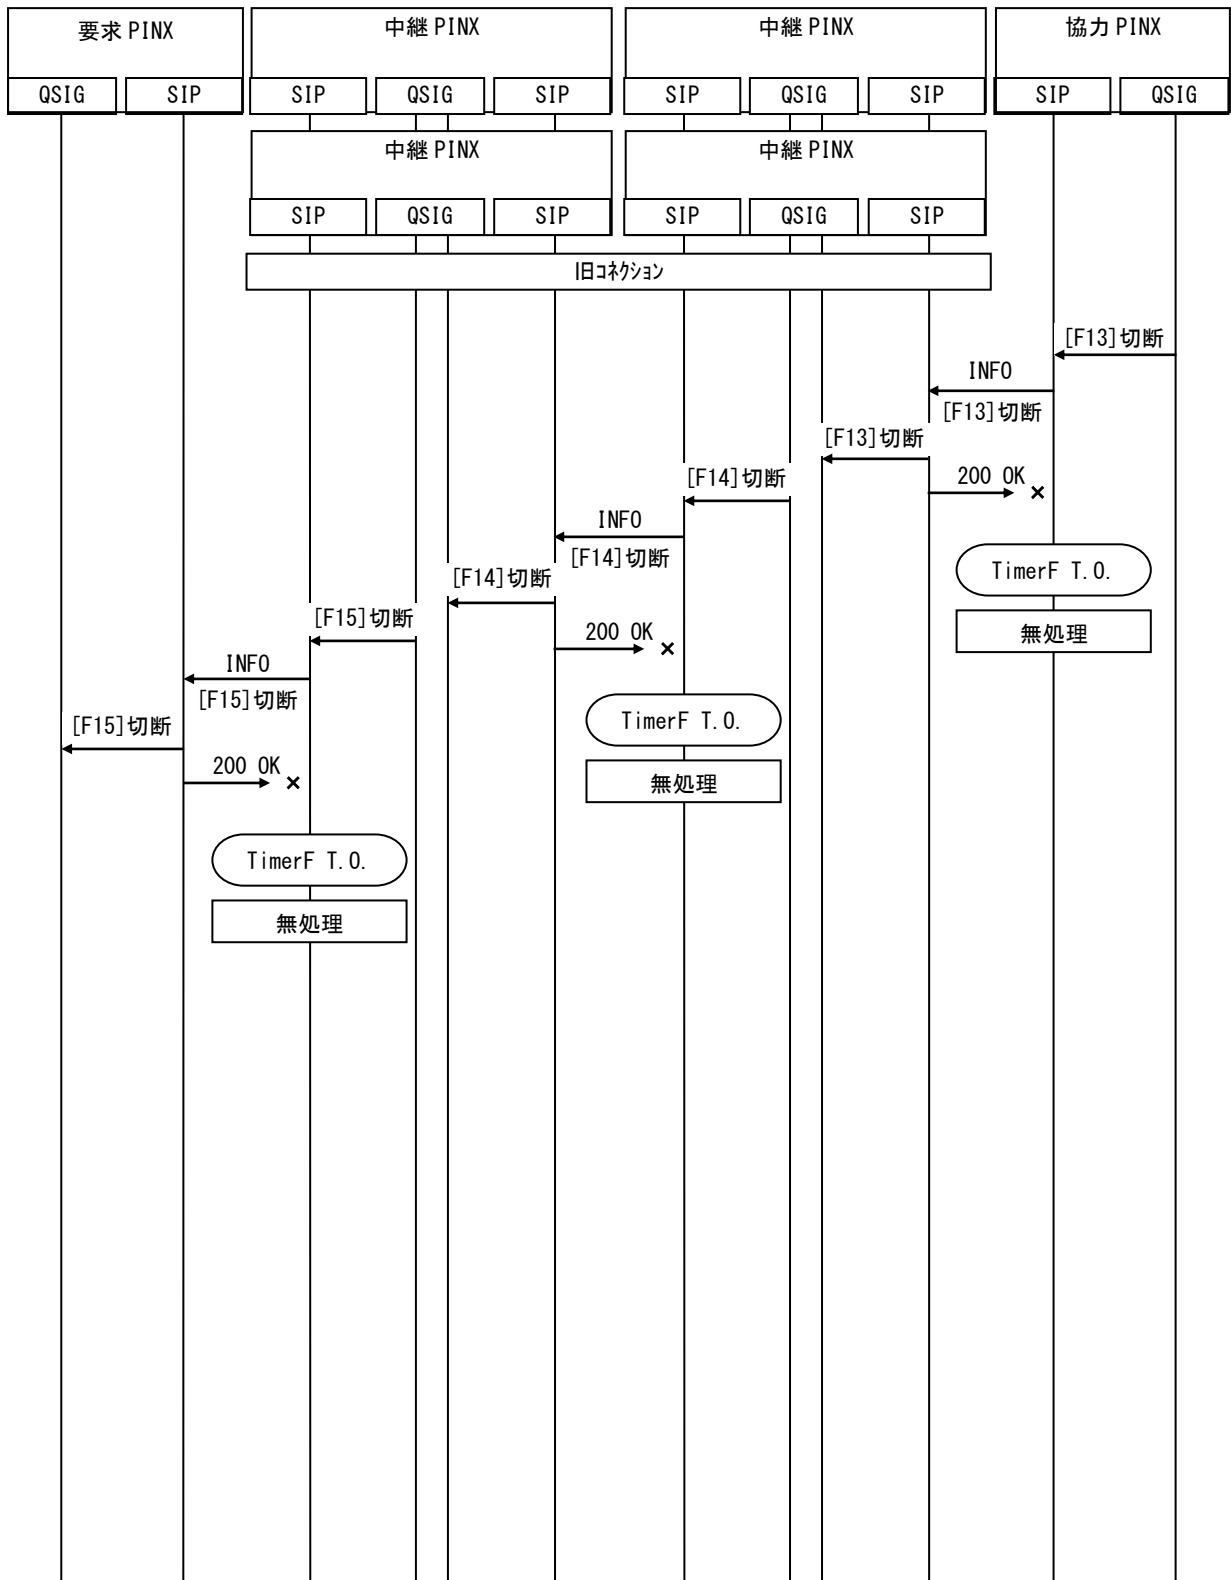 要求 PINX
中継 PINX
中継 PINX
協力 PINX
QSIG
SIP
SIP
QSIG
SIP
SIP
QSIG
SIP
SIP
QSIG
中継 PINX
中継 PINX
SIP
QSIG
SIP
SIP
QSIG
SIP
旧ｺﾈｸｼｮﾝ
[F13]切断
INFO
[F13]切断
[F13]切断
200 OK ×
[F14]切断
INFO
[F14]切断
TimerF T.O.
[F14]切断
[F15]切断
200 OK ×
無処理
INFO
[F15]切断
[F15]切断
TimerF T.O.
200 OK ×
無処理
TimerF T.O.
無処理